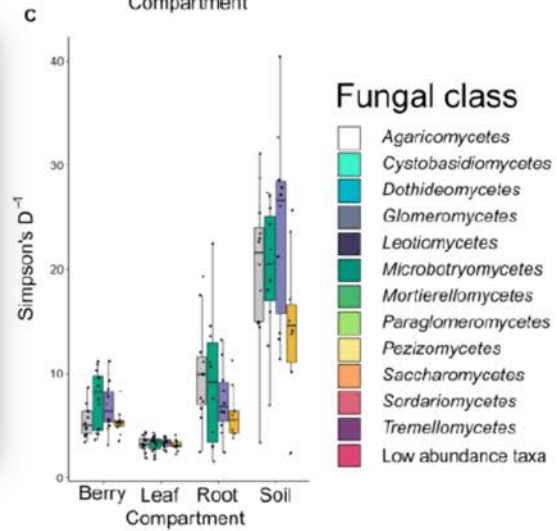 Compartment
C
40
30
20
10
0
Simpson's D⁻¹
Berry Leaf Root Soil
Compartment
Fungal class
Agaricomycetes
Cystobasidiomycetes
Dothideomycetes
Glomeromycetes
Leotiomycetes
Microbotryomycetes
Mortierellomycetes
Paraglomeromycetes
Pezizomycetes
Saccharomycetes
Sordariomycetes
Tremellomycetes
Low abundance taxa